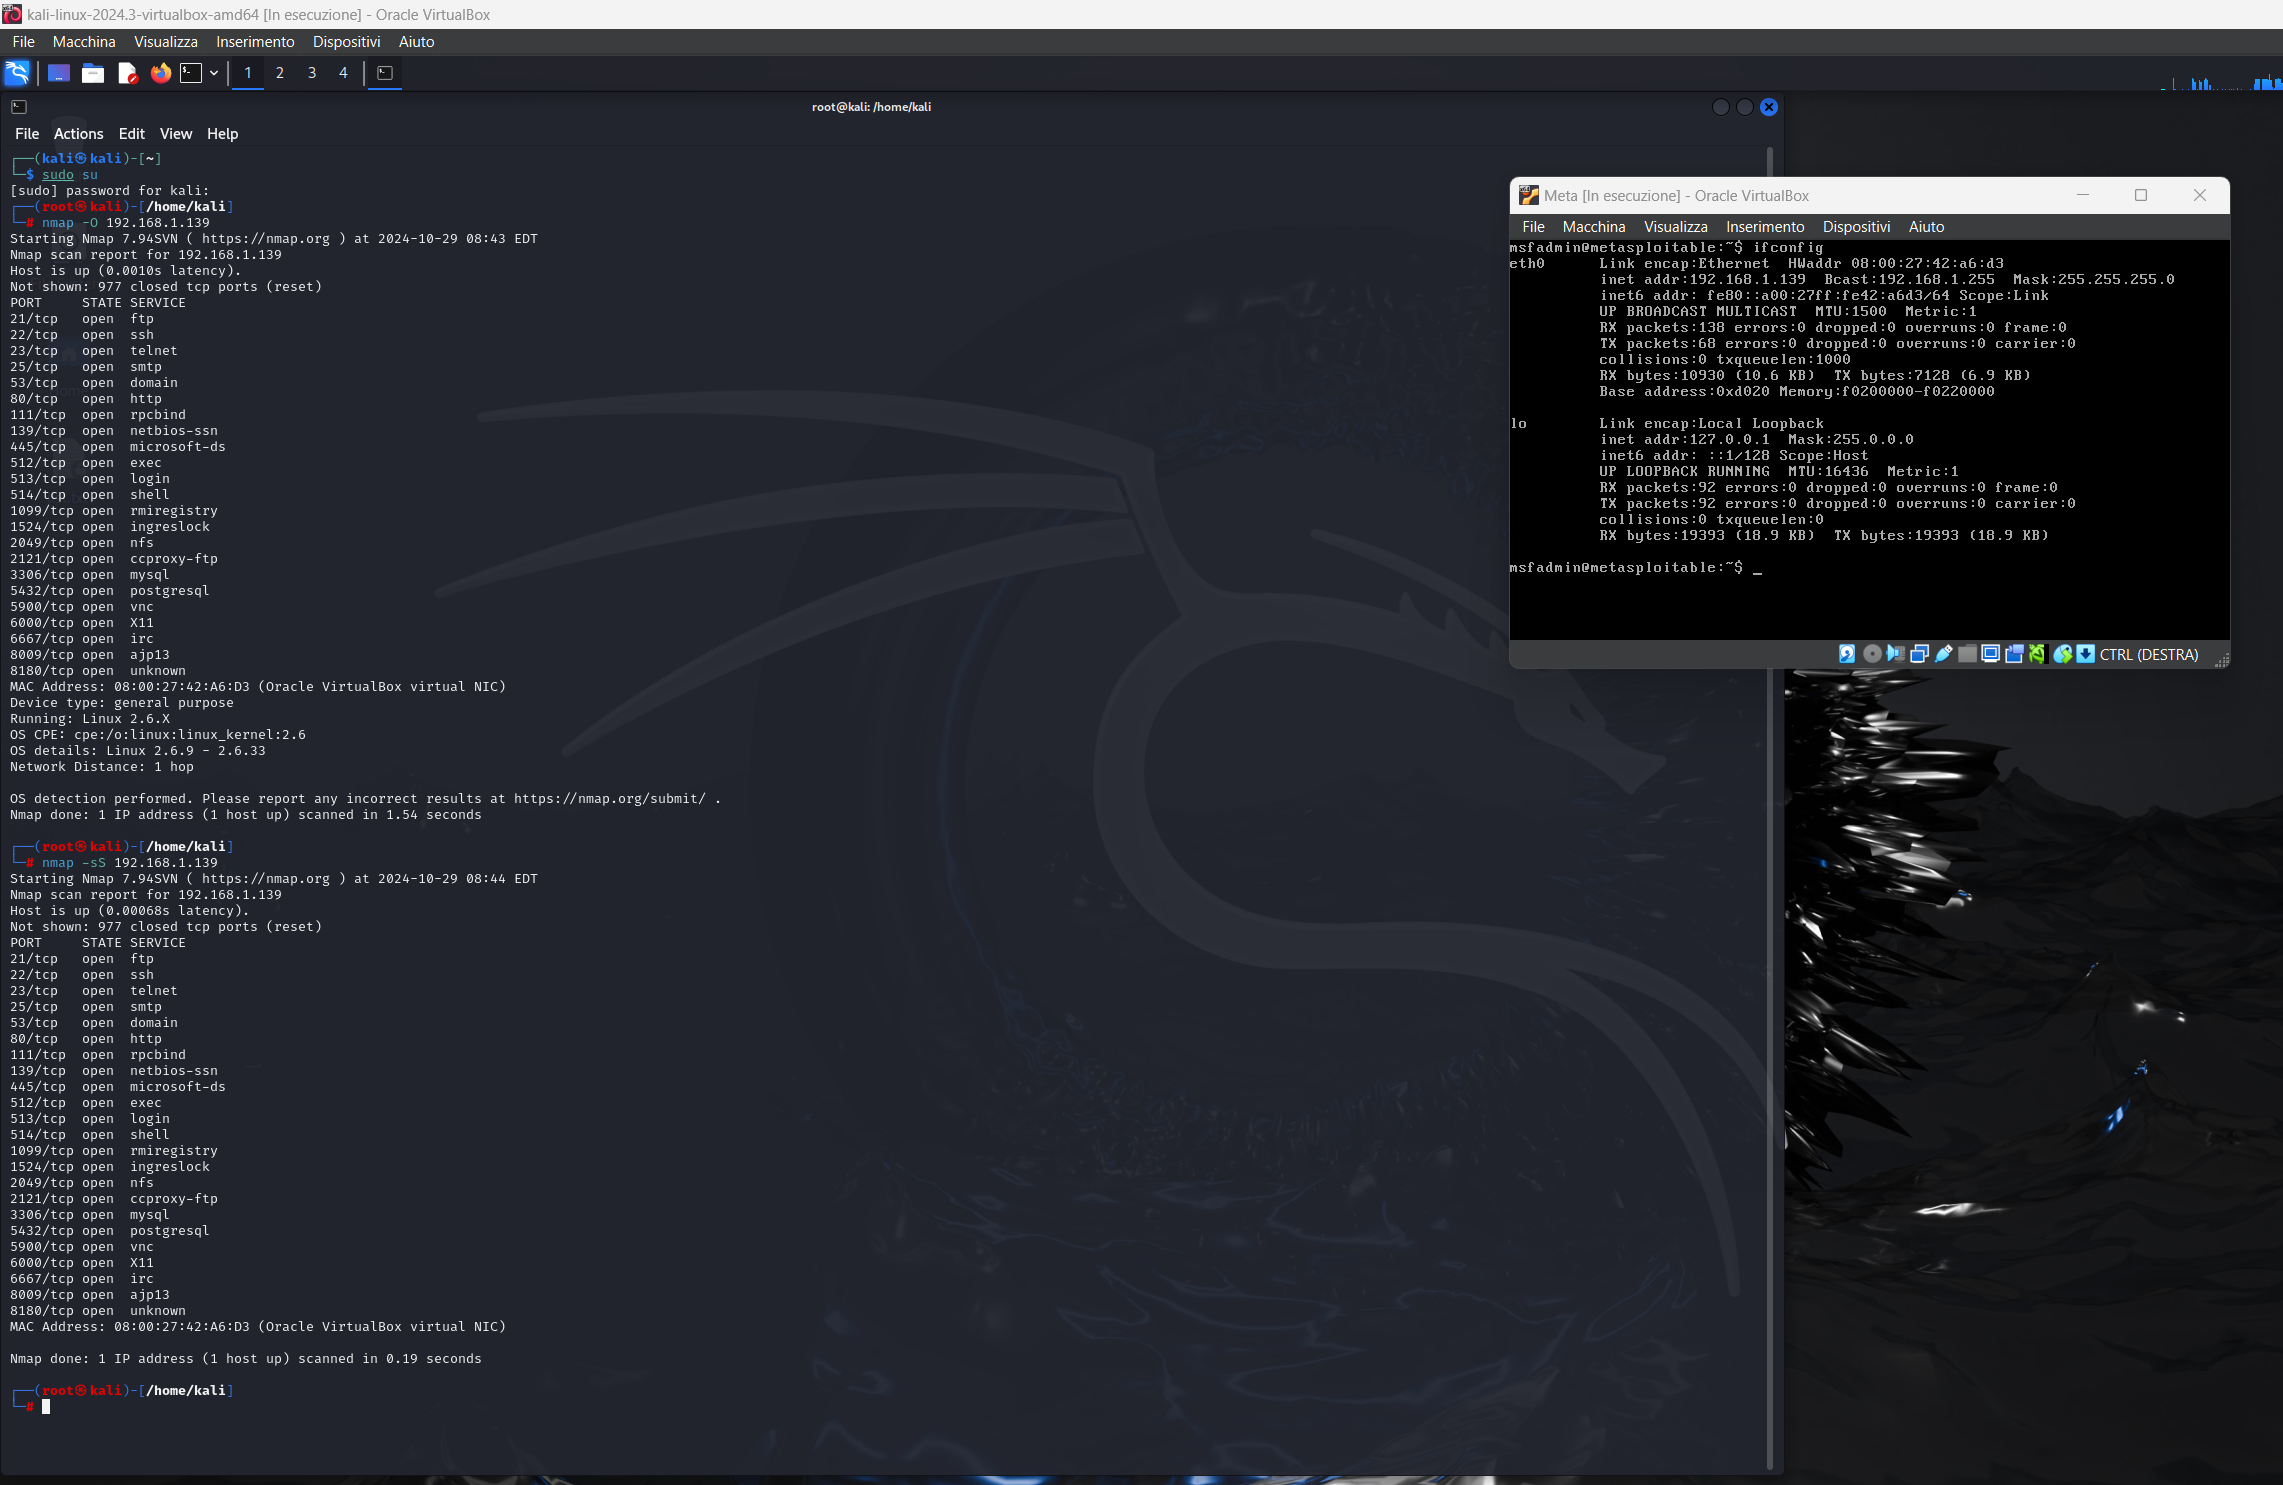 kali-linux-2024.3-virtualbox-amd64 [In esecuzione] - Oracle VirtualBox
File Macchina Visualizza Inserimento Dispositivi Aiuto
1 2 3 4
root@kali: /home/kali
File Actions Edit View Help
┌──(kali㉿kali)-[~]
└─$ sudo su
[sudo] password for kali:
┌──(root㉿kali)-[/home/kali]
└─# nmap -O 192.168.1.139
Starting Nmap 7.94SVN ( https://nmap.org ) at 2024-10-29 08:43 EDT
Nmap scan report for 192.168.1.139
Host is up (0.0010s latency).
Not shown: 977 closed tcp ports (reset)
PORT     STATE SERVICE
21/tcp   open  ftp
22/tcp   open  ssh
23/tcp   open  telnet
25/tcp   open  smtp
53/tcp   open  domain
80/tcp   open  http
111/tcp  open  rpcbind
139/tcp  open  netbios-ssn
445/tcp  open  microsoft-ds
512/tcp  open  exec
513/tcp  open  login
514/tcp  open  shell
1099/tcp open  rmiregistry
1524/tcp open  ingreslock
2049/tcp open  nfs
2121/tcp open  ccproxy-ftp
3306/tcp open  mysql
5432/tcp open  postgresql
5900/tcp open  vnc
6000/tcp open  X11
6667/tcp open  irc
8009/tcp open  ajp13
8180/tcp open  unknown
MAC Address: 08:00:27:42:A6:D3 (Oracle VirtualBox virtual NIC)
Device type: general purpose
Running: Linux 2.6.X
OS CPE: cpe:/o:linux:linux_kernel:2.6
OS details: Linux 2.6.9 - 2.6.33
Network Distance: 1 hop
OS detection performed. Please report any incorrect results at https://nmap.org/submit/ .
Nmap done: 1 IP address (1 host up) scanned in 1.54 seconds
┌──(root㉿kali)-[/home/kali]
└─# nmap -sS 192.168.1.139
Starting Nmap 7.94SVN ( https://nmap.org ) at 2024-10-29 08:44 EDT
Nmap scan report for 192.168.1.139
Host is up (0.00068s latency).
Not shown: 977 closed tcp ports (reset)
PORT     STATE SERVICE
21/tcp   open  ftp
22/tcp   open  ssh
23/tcp   open  telnet
25/tcp   open  smtp
53/tcp   open  domain
80/tcp   open  http
111/tcp  open  rpcbind
139/tcp  open  netbios-ssn
445/tcp  open  microsoft-ds
512/tcp  open  exec
513/tcp  open  login
514/tcp  open  shell
1099/tcp open  rmiregistry
1524/tcp open  ingreslock
2049/tcp open  nfs
2121/tcp open  ccproxy-ftp
3306/tcp open  mysql
5432/tcp open  postgresql
5900/tcp open  vnc
6000/tcp open  X11
6667/tcp open  irc
8009/tcp open  ajp13
8180/tcp open  unknown
MAC Address: 08:00:27:42:A6:D3 (Oracle VirtualBox virtual NIC)
Nmap done: 1 IP address (1 host up) scanned in 0.19 seconds
┌──(root㉿kali)-[/home/kali]
└─#
Meta [In esecuzione] - Oracle VirtualBox
File Macchina Visualizza Inserimento Dispositivi Aiuto
msfadmin@metasploitable:~$ ifconfig
eth0      Link encap:Ethernet  HWaddr 08:00:27:42:a6:d3
          inet addr:192.168.1.139  Bcast:192.168.1.255  Mask:255.255.255.0
          inet6 addr: fe80::a00:27ff:fe42:a6d3/64 Scope:Link
          UP BROADCAST MULTICAST  MTU:1500  Metric:1
          RX packets:138 errors:0 dropped:0 overruns:0 frame:0
          TX packets:68 errors:0 dropped:0 overruns:0 carrier:0
          collisions:0 txqueuelen:1000
          RX bytes:10930 (10.6 KB)  TX bytes:7128 (6.9 KB)
          Base address:0xd020 Memory:f0200000-f0220000
lo        Link encap:Local Loopback
          inet addr:127.0.0.1  Mask:255.0.0.0
          inet6 addr: ::1/128 Scope:Host
          UP LOOPBACK RUNNING  MTU:16436  Metric:1
          RX packets:92 errors:0 dropped:0 overruns:0 frame:0
          TX packets:92 errors:0 dropped:0 overruns:0 carrier:0
          collisions:0 txqueuelen:0
          RX bytes:19393 (18.9 KB)  TX bytes:19393 (18.9 KB)
msfadmin@metasploitable:~$ _
CTRL (DESTRA)